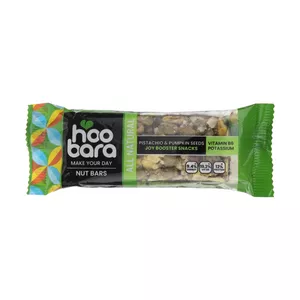 hoo
bara
MAKE YOUR DAY
NUT BARS
ALL NATURAL
PISTACHIO & PUMPKIN SEEDS
JOY BOOSTER SNACKS
VITAMIN B6
POTASSIUM